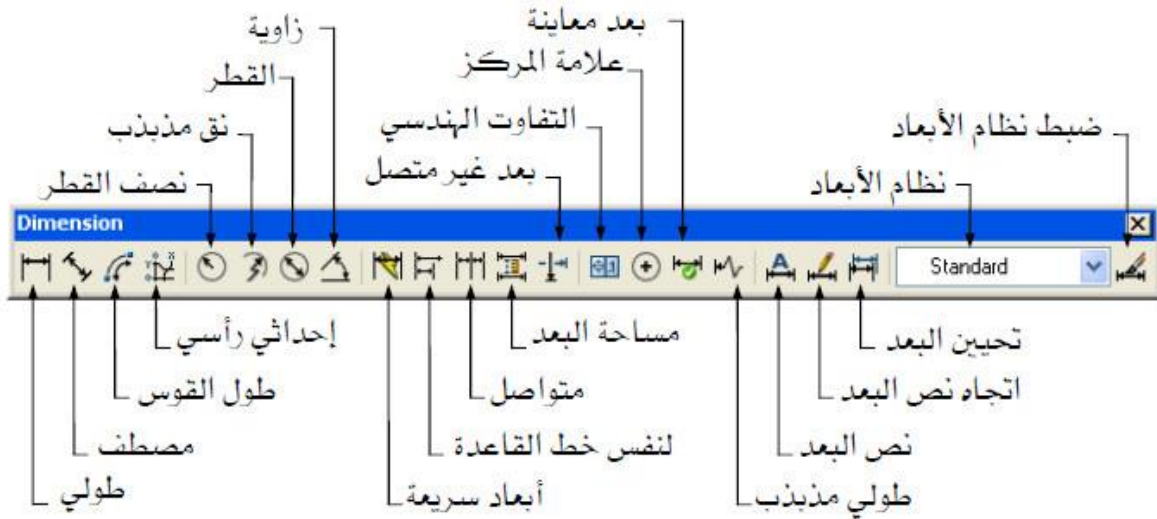 زاوية
بعد معاينة
القطر
علامة المركز
نق مذبذب
التفاوت الهندسي
ضبط نظام الأبعاد
نصف القطر
بعد غير متصل
نظام الأبعاد
Dimension
Standard
إحداثي رأسي
مساحة البعد
تحيين البعد
طول القوس
متواصل
اتجاه نص البعد
مصطف
لنفس خط القاعدة
نص البعد
طولي
أبعاد سريعة
طولي مذبذب